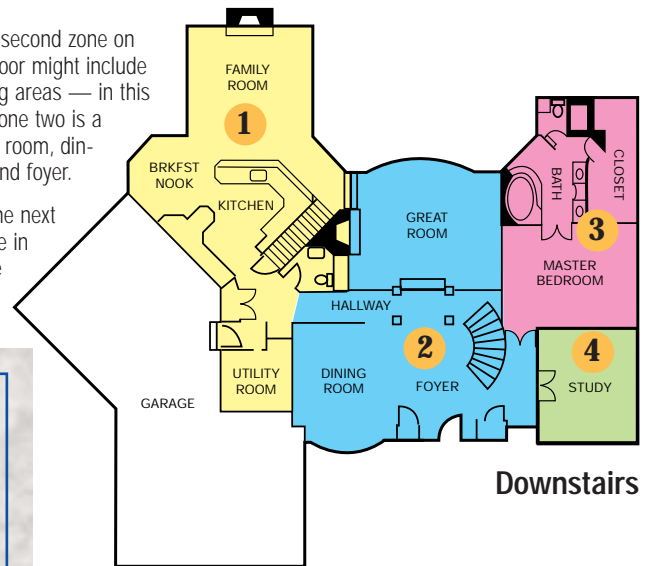 second zone on
oor might include
g areas — in this
one two is a
room, din-
nd foyer.
he next
e in
e
FAMILY
ROOM
1
BRKFST
NOOK
KITCHEN
GREAT
ROOM
BATH
CLOSET
3
MASTER
BEDROOM
HALLWAY
2
4
UTILITY
ROOM
DINING
ROOM
FOYER
STUDY
GARAGE
Downstairs